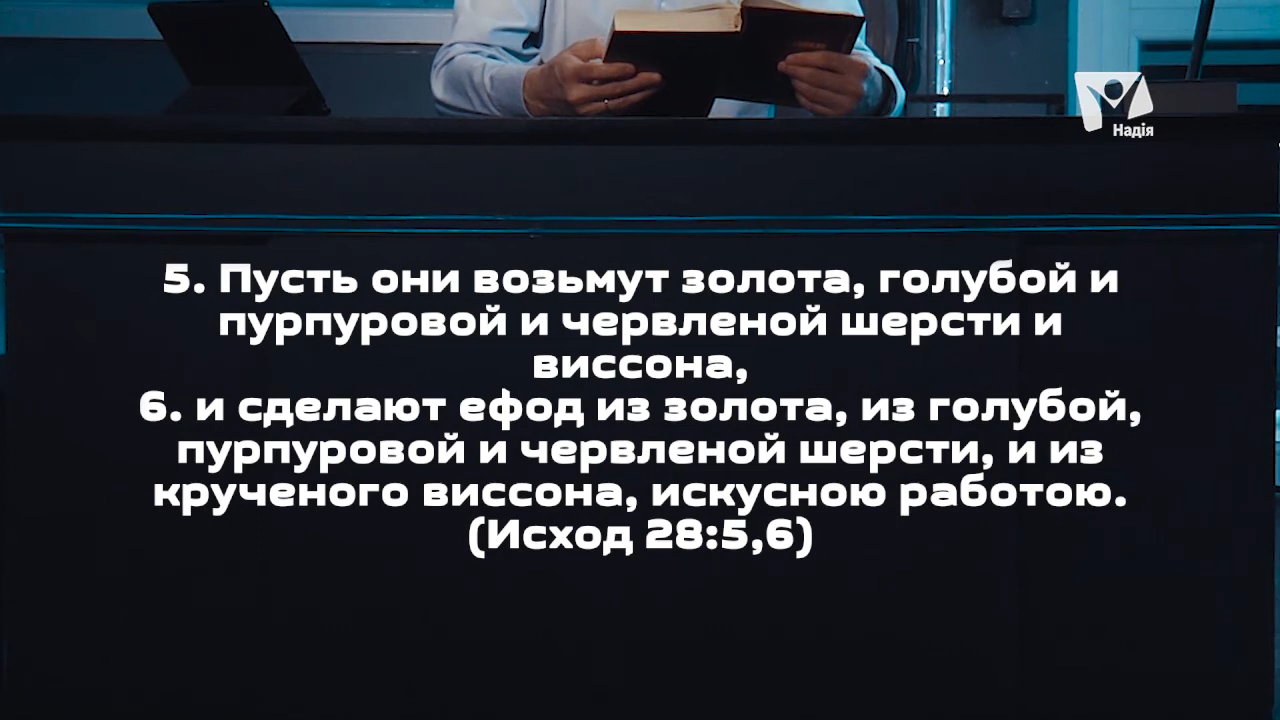 Надія
5. Пусть они возьмут золота, голубой и
пурпуровой и червленой шерсти и
виссона,
6. и сделают ефод из золота, из голубой,
пурпуровой и червленой шерсти, и из
крученого виссона, искусною работою.
(Исход 28:5,6)